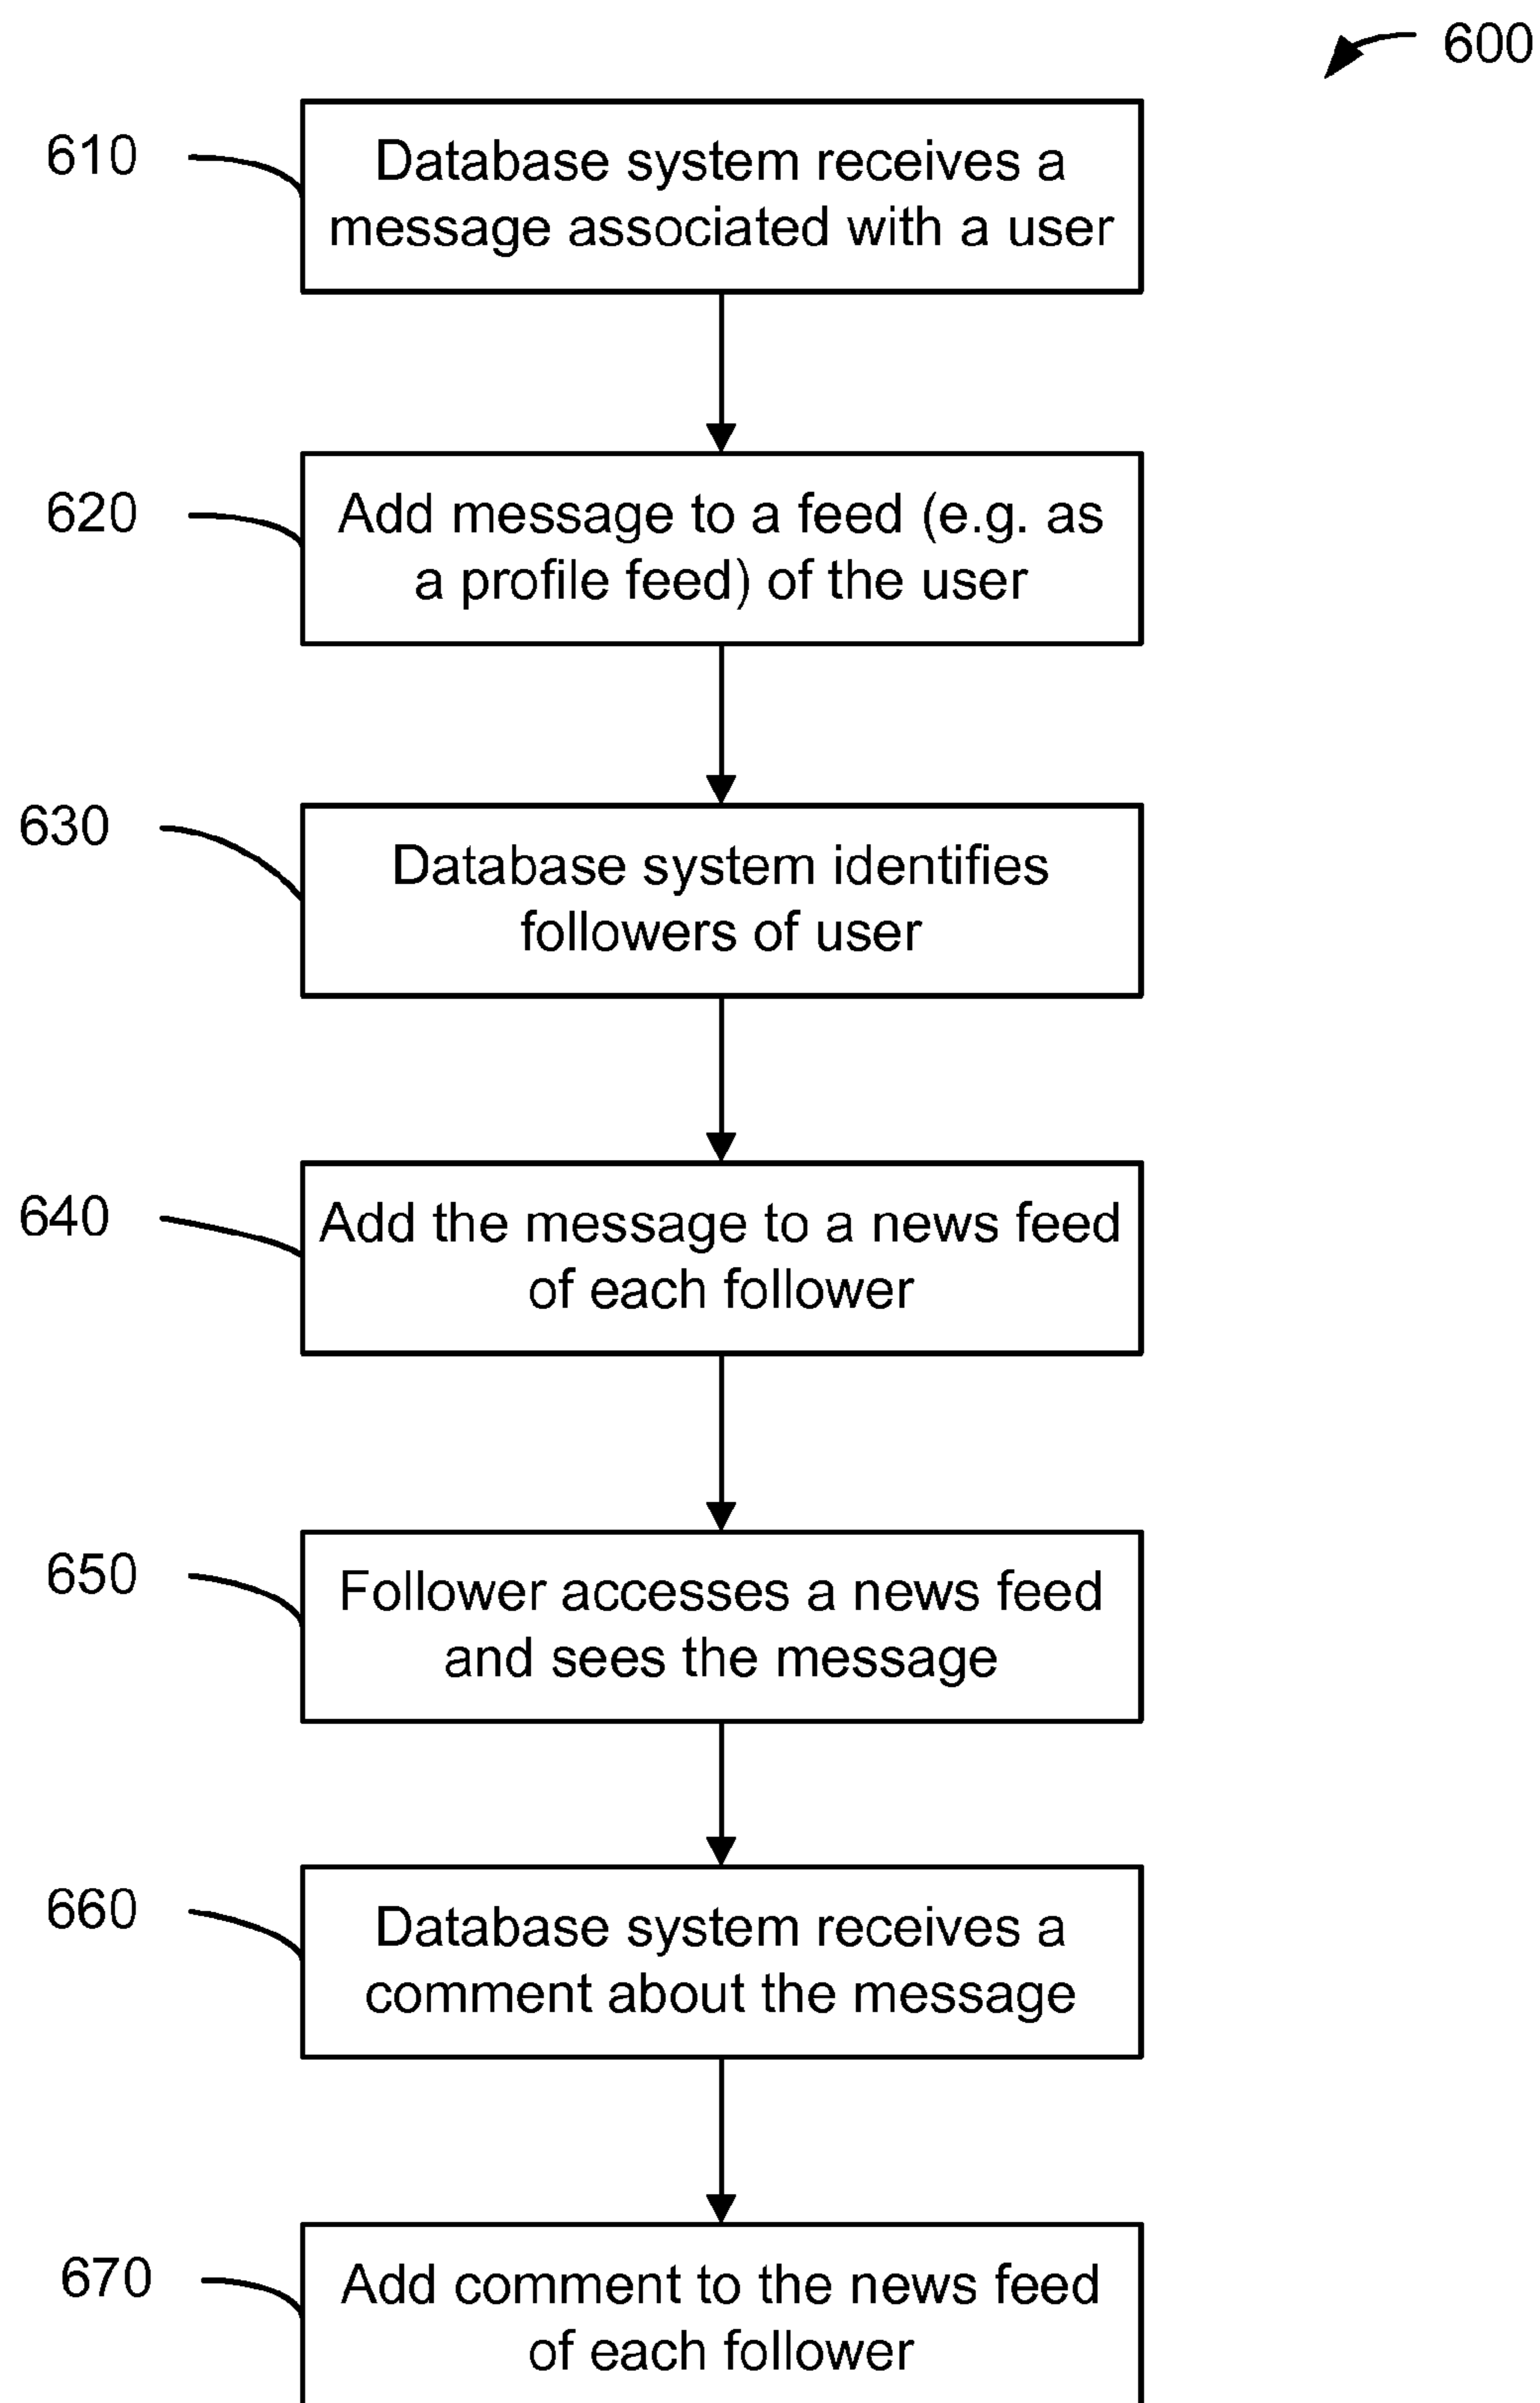 600
610
Database system receives a
message associated with a user
620
Add message to a feed (e.g. as
a profile feed) of the user
630
Database system identifies
followers of user
640
Add the message to a news feed
of each follower
650
Follower accesses a news feed
and sees the message
660
Database system receives a
comment about the message
670
Add comment to the news feed
of each follower